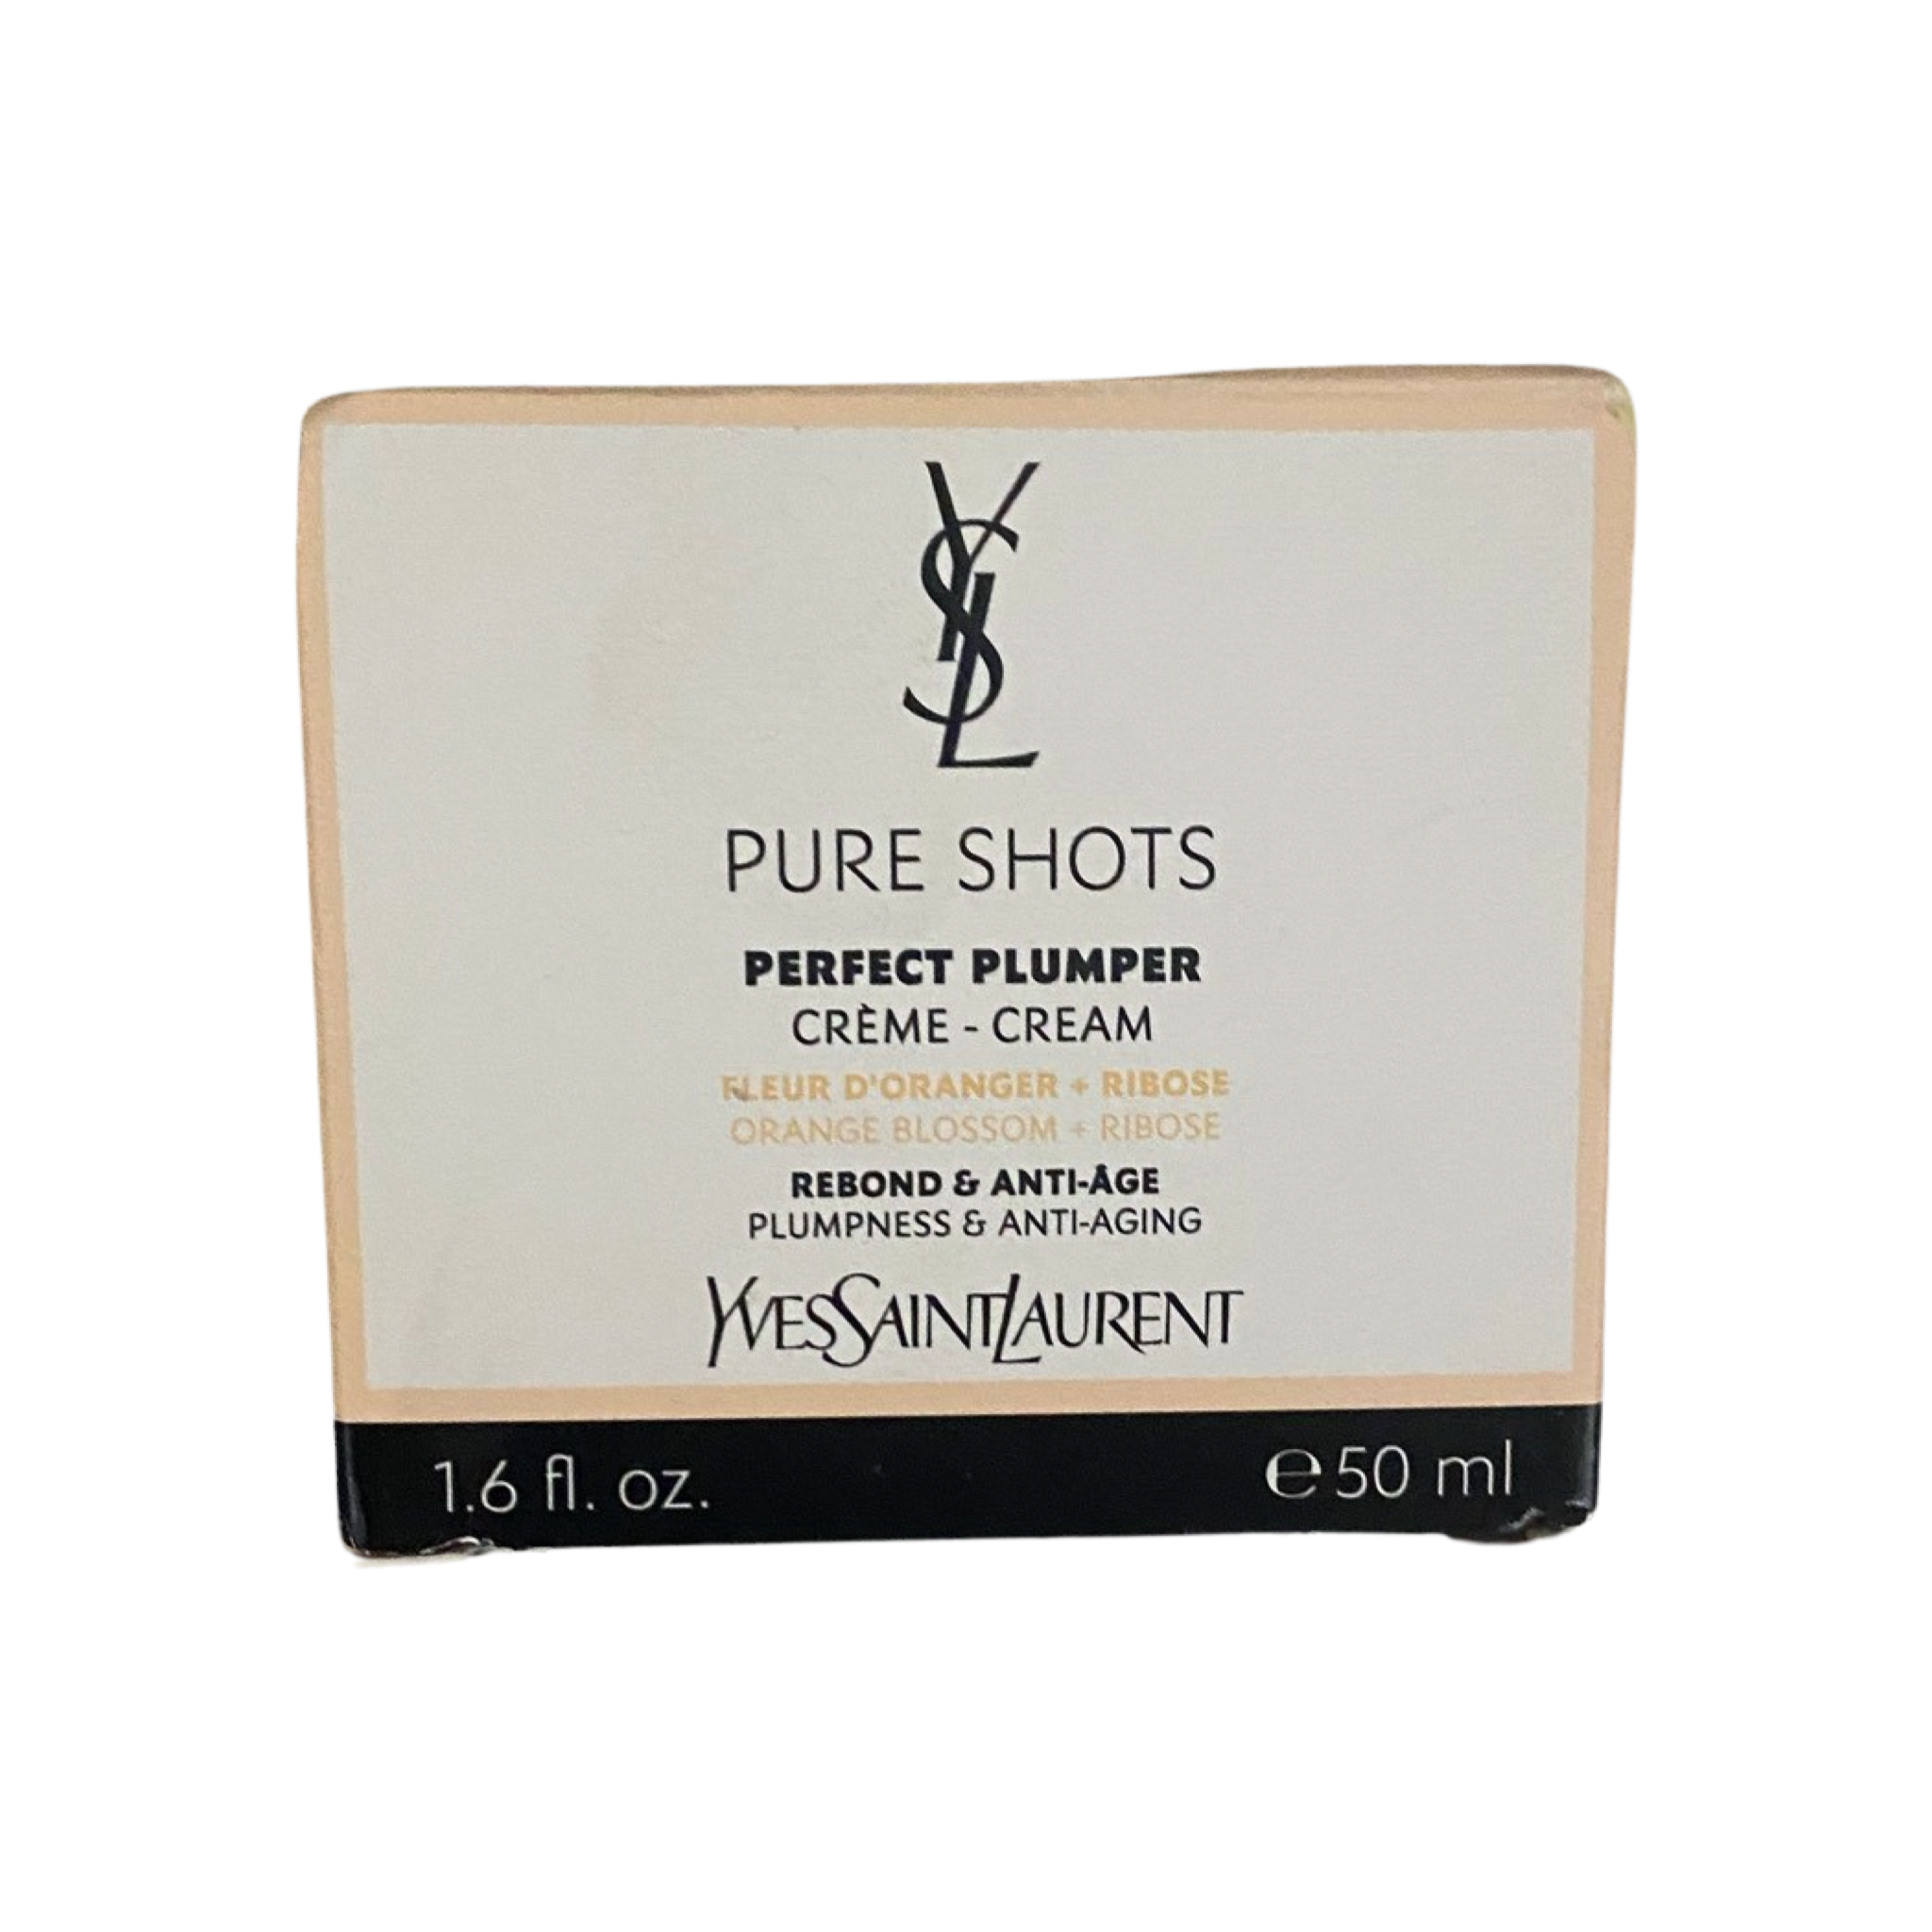 YSL
PURE SHOTS
PERFECT PLUMPER
CRÈME - CREAM
FLEUR D'ORANGER + RIBOSE
ORANGE BLOSSOM + RIBOSE
REBOND & ANTI-ÂGE
PLUMPNESS & ANTI-AGING
YVESSAINTLAURENT
1.6 fl. oz. ℮50 ml